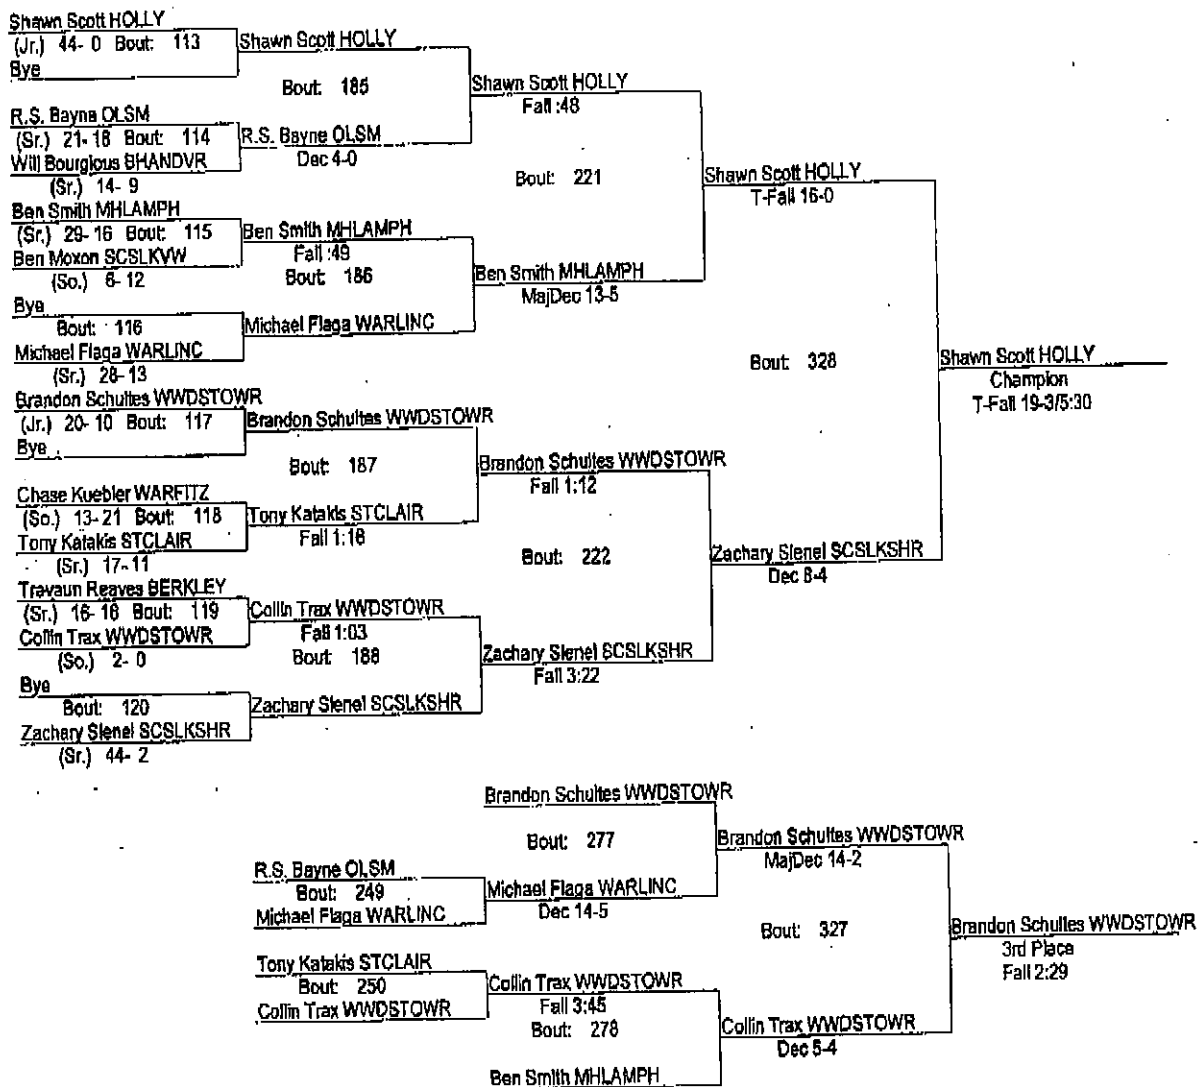 Shawn Scott HOLLY
(Jr.) 44- 0 Bout: 113
Bye
Shawn Scott HOLLY
Bout: 185
R.S. Bayne OLSM
(Sr.) 21- 18 Bout: 114
Will Bourgious BHANDVR
(Sr.) 14- 9
R.S. Bayne OLSM
Dec 4-0
Shawn Scott HOLLY
Fall :48
Bout: 221
Ben Smith MHLAMPH
(Sr.) 29- 16 Bout: 115
Ben Moxon SCSLKVW
(So.) 6- 12
Ben Smith MHLAMPH
Fall :49
Bout: 186
Bye
Bout: 116
Michael Flaga WARLINC
(Sr.) 28- 13
Michael Flaga WARLINC
Ben Smith MHLAMPH
MajDec 13-5
Shawn Scott HOLLY
T-Fall 16-0
Bout: 328
Brandon Schultes WWDSTOWR
(Jr.) 20- 10 Bout: 117
Bye
Brandon Schultes WWDSTOWR
Bout: 187
Chase Kuebler WARFITZ
(So.) 13- 21 Bout: 118
Tony Katakis STCLAIR
(Sr.) 17- 11
Tony Katakis STCLAIR
Fall 1:18
Brandon Schultes WWDSTOWR
Fall 1:12
Bout: 222
Travaun Reaves BERKLEY
(Sr.) 16- 16 Bout: 119
Collin Trax WWDSTOWR
(So.) 2- 0
Collin Trax WWDSTOWR
Fall 1:03
Bout: 188
Bye
Bout: 120
Zachary Slenel SCSLKSHR
(Sr.) 44- 2
Zachary Slenel SCSLKSHR
Zachary Slenel SCSLKSHR
Fall 3:22
Zachary Slenel SCSLKSHR
Dec 8-4
Shawn Scott HOLLY
Champion
T-Fall 19-3/5:30
Brandon Schultes WWDSTOWR
Bout: 277
R.S. Bayne OLSM
Bout: 249
Michael Flaga WARLINC
Michael Flaga WARLINC
Dec 14-5
Brandon Schultes WWDSTOWR
MajDec 14-2
Bout: 327
Tony Katakis STCLAIR
Bout: 250
Collin Trax WWDSTOWR
Collin Trax WWDSTOWR
Fall 3:45
Bout: 278
Ben Smith MHLAMPH
Collin Trax WWDSTOWR
Dec 5-4
Brandon Schultes WWDSTOWR
3rd Place
Fall 2:29